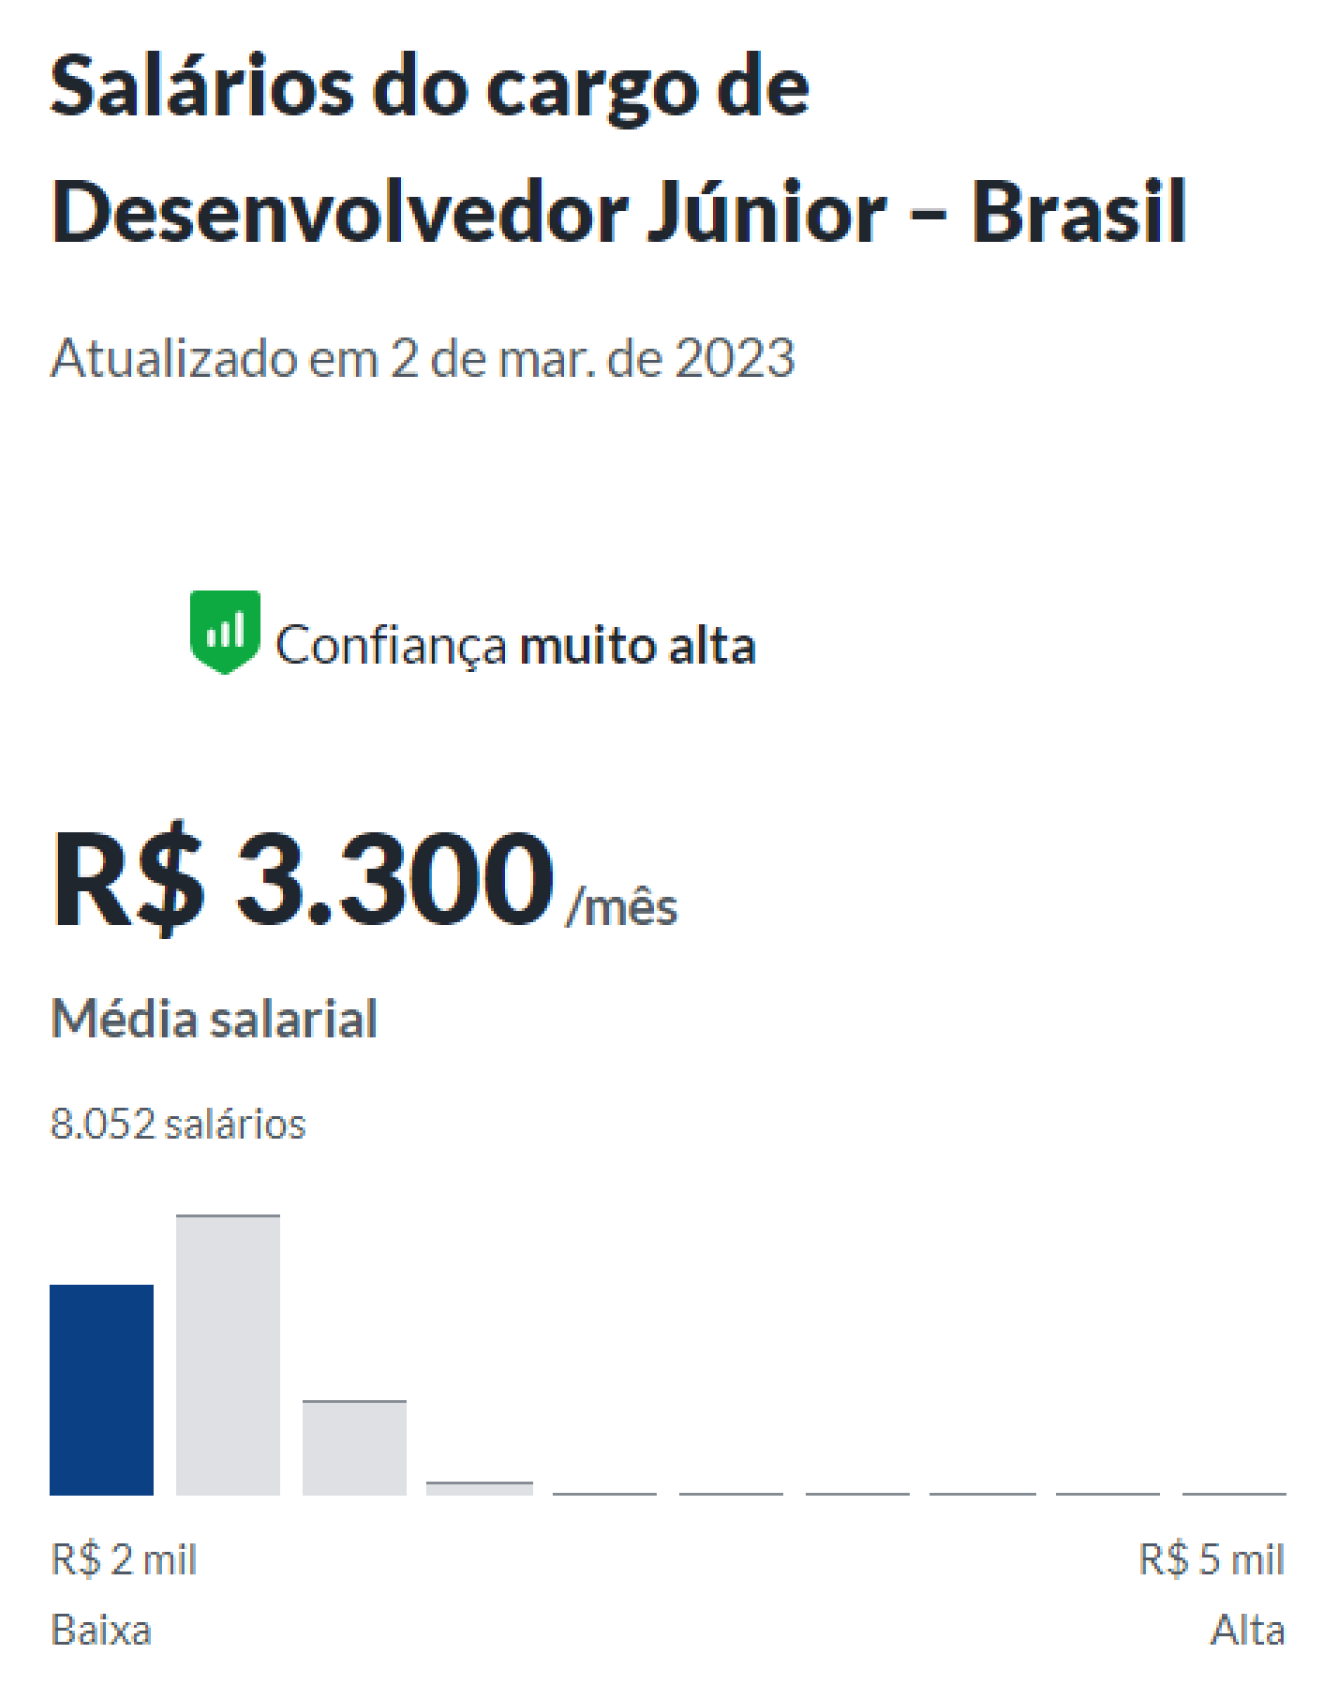 Salários do cargo de
Desenvolvedor Júnior – Brasil
Atualizado em 2 de mar. de 2023
Confiança muito alta
R$ 3.300 /mês
Média salarial
8.052 salários
R$ 2 mil
R$ 5 mil
Baixa
Alta